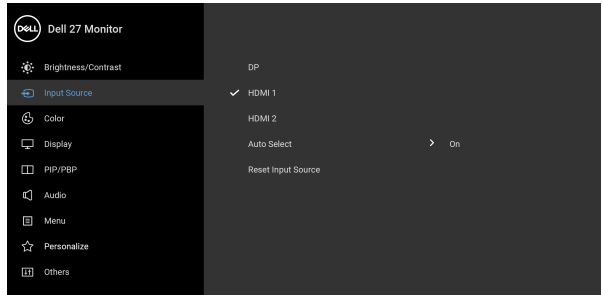 DELL Dell 27 Monitor
Brightness/Contrast
Input Source
Color
Display
PIP/PBP
Audio
Menu
Personalize
Others
DP
HDMI 1
HDMI 2
Auto Select On
Reset Input Source